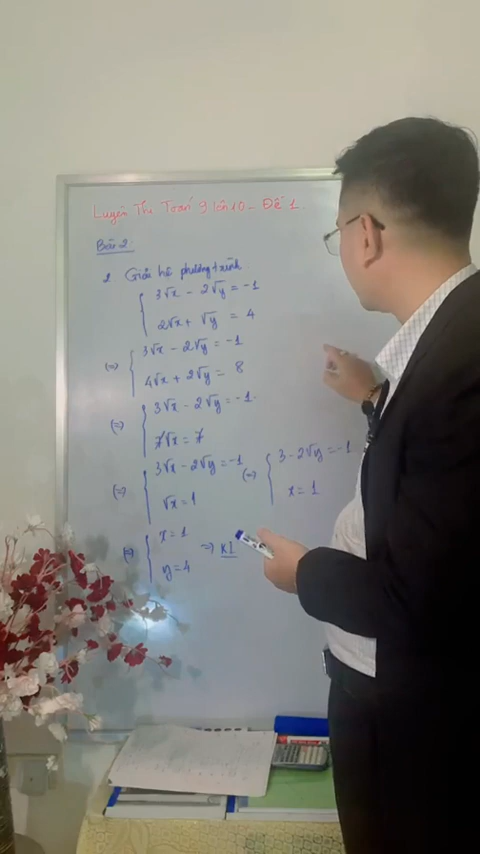 Luyện Thi Toán 9 lên 10 - Đề 1
Bài 2
1 Giải hệ phương trình
{ 3√x - 2√y = -1
2√x + √y = 4
(=) { 3√x - 2√y = -1
4√x + 2√y = 8
(=) { 3√x - 2√y = -1
7√x = 7
(=) { 3√x - 2√y = -1
√x = 1
(=) { 3 - 2√y = -1
x = 1
(=) { x = 1
y = 4
=> KL